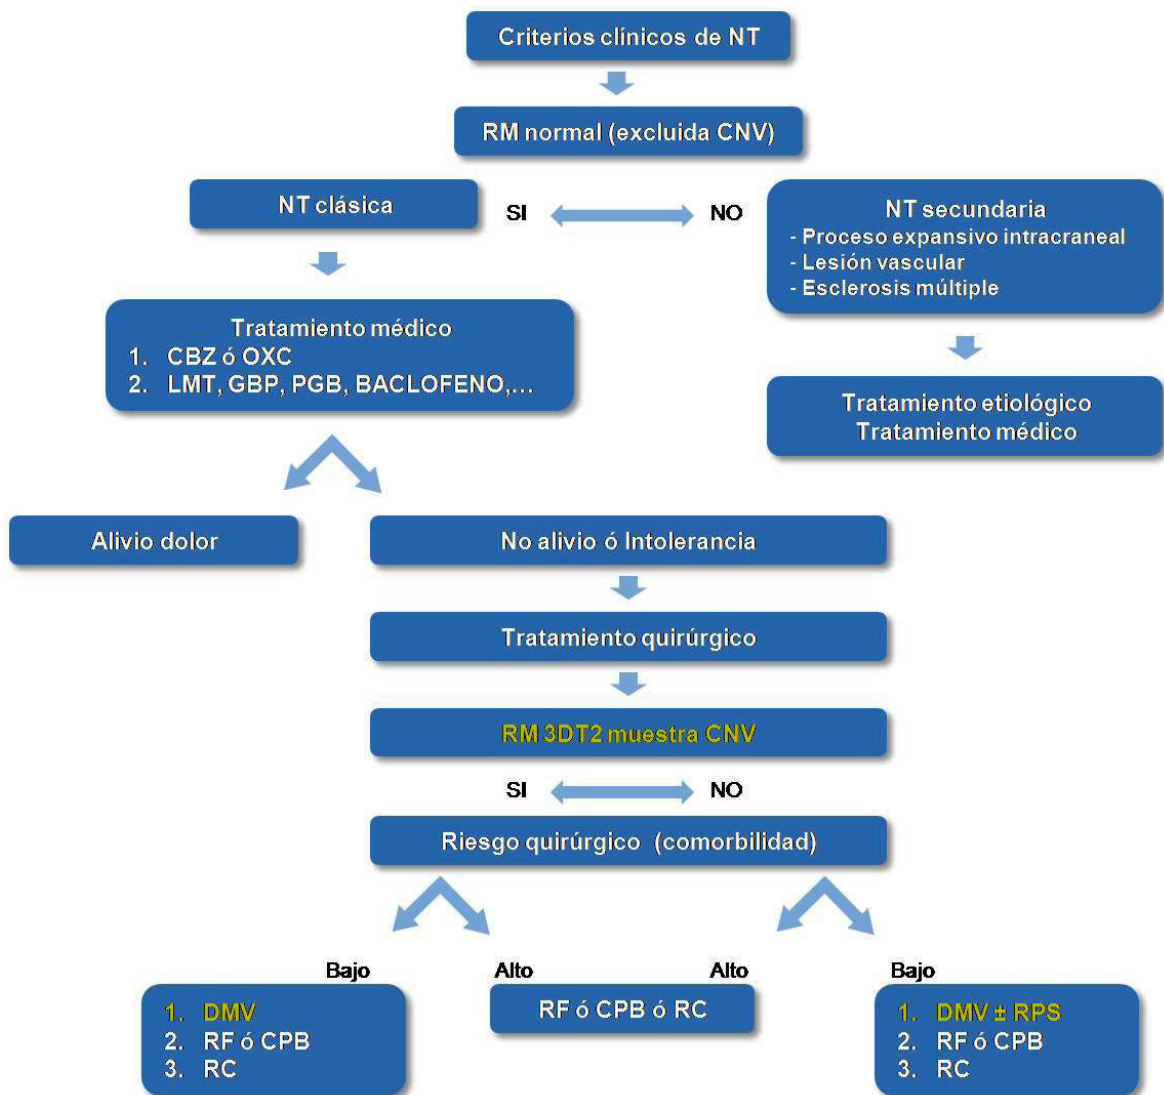 Criterios clínicos de NT
RM normal (excluida CNV)
NT clásica
SI
NO
NT secundaria
- Proceso expansivo intracraneal
- Lesión vascular
- Esclerosis múltiple
Tratamiento médico
1. CBZ ó OXC
2. LMT, GBP, PGB, BACLOFENO,...
Tratamiento etiológico
Tratamiento médico
Alivio dolor
No alivio ó Intolerancia
Tratamiento quirúrgico
RM 3DT2 muestra CNV
SI
NO
Riesgo quirúrgico (comorbilidad)
Bajo
Alto
Alto
Bajo
1. DMV
2. RF ó CPB
3. RC
RF ó CPB ó RC
1. DMV ± RPS
2. RF ó CPB
3. RC